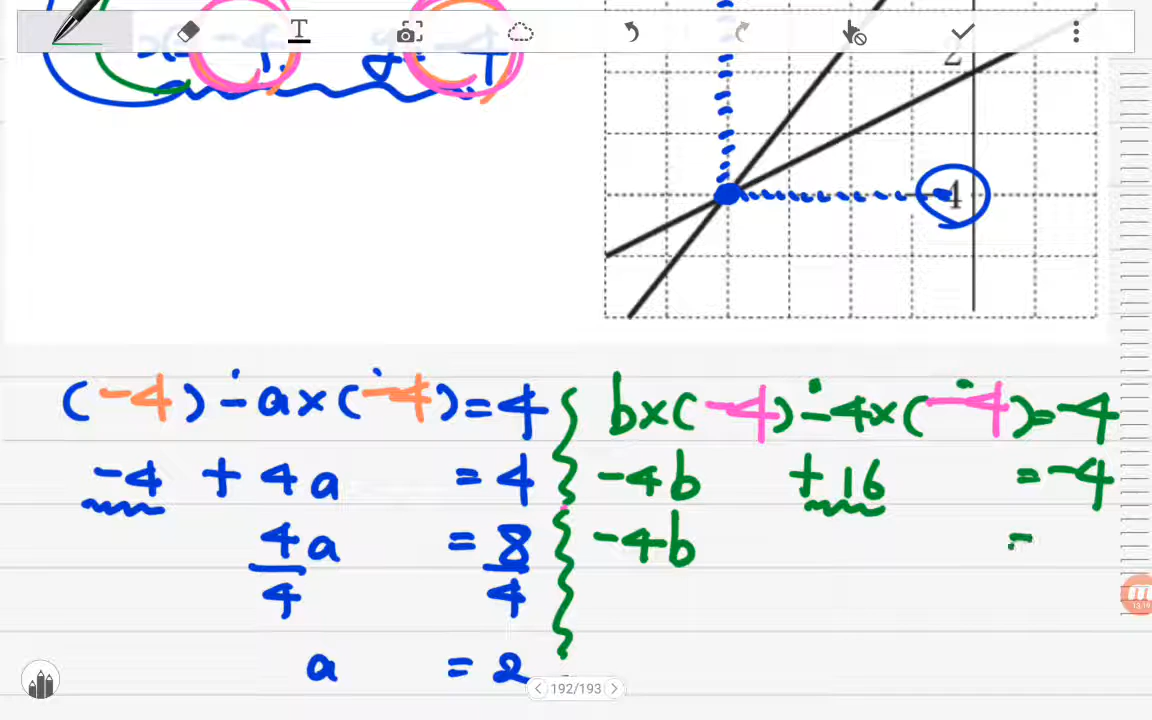 T
2
-4
(-4) - a×(-4) = 4
b×(-4) - 4×(-4) = -4
-4 + 4a = 4
-4b + 16 = -4
4a/4 = 8/4
-4b =
a = 2
192/193